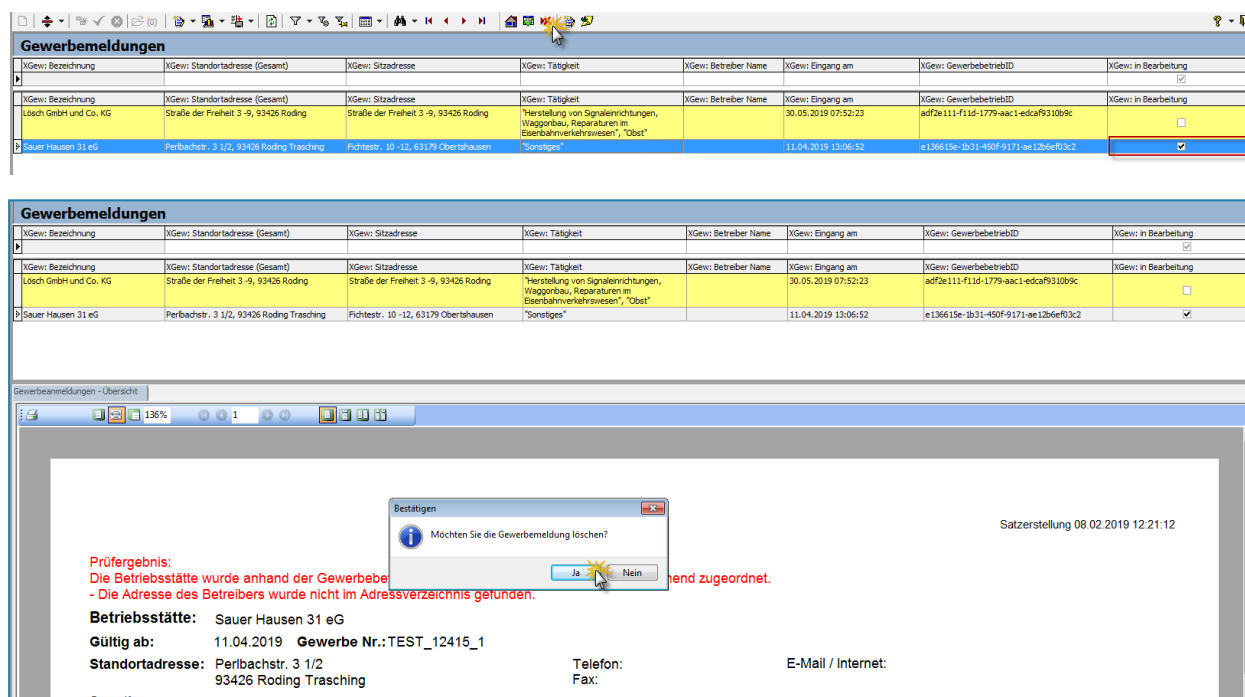 (0)
Gewerbemeldungen
XGew: Bezeichnung XGew: Standortadresse (Gesamt) XGew: Sitzadresse XGew: Tätigkeit XGew: Betreiber Name XGew: Eingang am XGew: GewerbebetriebID XGew: in Bearbeitung
XGew: Bezeichnung XGew: Standortadresse (Gesamt) XGew: Sitzadresse XGew: Tätigkeit XGew: Betreiber Name XGew: Eingang am XGew: GewerbebetriebID XGew: in Bearbeitung
Lösch GmbH und Co. KG Straße der Freiheit 3 -9, 93426 Roding Straße der Freiheit 3 -9, 93426 Roding "Herstellung von Signaleinrichtungen, 30.05.2019 07:52:23 adf2e111-f11d-1779-aac1-edcaf9310b9c
Waggonbau, Reparaturen im
Eisenbahnverkehrswesen", "Obst"
Sauer Hausen 31 eG Perlbachstr. 3 1/2, 93426 Roding Trasching Fichtestr. 10 -12, 63179 Obertshausen "Sonstiges" 11.04.2019 13:06:52 e136615e-1b31-450f-9171-ae12b6ef03c2
Gewerbemeldungen
XGew: Bezeichnung XGew: Standortadresse (Gesamt) XGew: Sitzadresse XGew: Tätigkeit XGew: Betreiber Name XGew: Eingang am XGew: GewerbebetriebID XGew: in Bearbeitung
XGew: Bezeichnung XGew: Standortadresse (Gesamt) XGew: Sitzadresse XGew: Tätigkeit XGew: Betreiber Name XGew: Eingang am XGew: GewerbebetriebID XGew: in Bearbeitung
Lösch GmbH und Co. KG Straße der Freiheit 3 -9, 93426 Roding Straße der Freiheit 3 -9, 93426 Roding "Herstellung von Signaleinrichtungen, 30.05.2019 07:52:23 adf2e111-f11d-1779-aac1-edcaf9310b9c
Waggonbau, Reparaturen im
Eisenbahnverkehrswesen", "Obst"
Sauer Hausen 31 eG Perlbachstr. 3 1/2, 93426 Roding Trasching Fichtestr. 10 -12, 63179 Obertshausen "Sonstiges" 11.04.2019 13:06:52 e136615e-1b31-450f-9171-ae12b6ef03c2
Gewerbeanmeldungen - Übersicht
136% 1
Bestätigen
Möchten Sie die Gewerbemeldung löschen?
Ja Nein
Satzerstellung 08.02.2019 12:21:12
Prüfergebnis:
Die Betriebsstätte wurde anhand der Gewerbebe end zugeordnet.
- Die Adresse des Betreibers wurde nicht im Adressverzeichnis gefunden.
Betriebsstätte: Sauer Hausen 31 eG
Gültig ab: 11.04.2019 Gewerbe Nr.:TEST_12415_1
Standortadresse: Perlbachstr. 3 1/2 Telefon: E-Mail / Internet:
93426 Roding Trasching Fax: